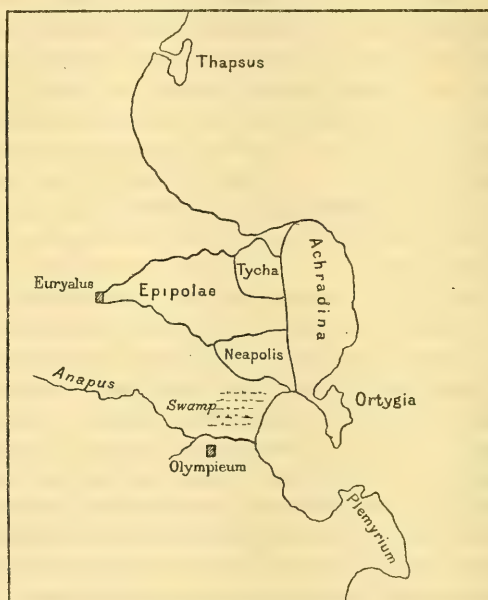 Thapsus
Achradina
Tycha
Euryalus
Epipolae
Neapolis
Anapus
Ortygia
Swamp
Olympieum
Plemyrium